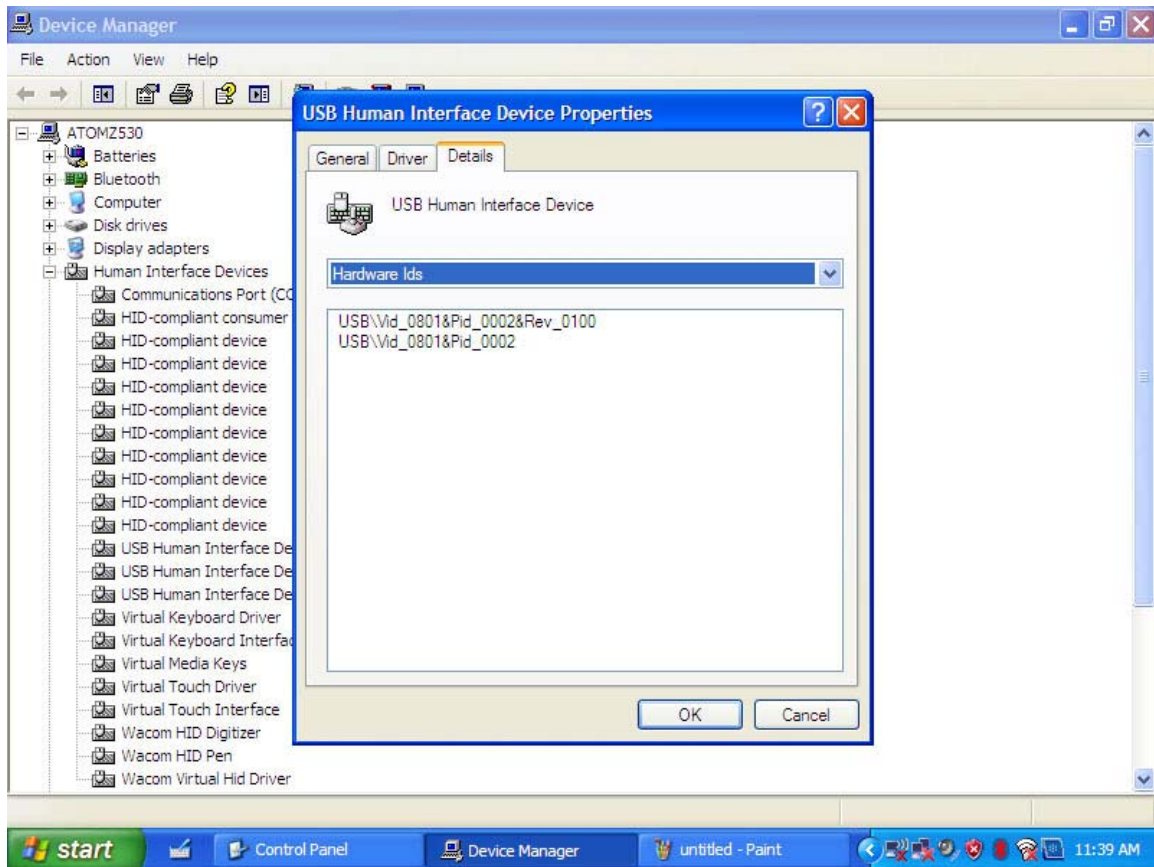 Device Manager
File Action View Help
ATOMZ530
Batteries
Bluetooth
Computer
Disk drives
Display adapters
Human Interface Devices
Communications Port (CO
HID-compliant consumer
HID-compliant device
HID-compliant device
HID-compliant device
HID-compliant device
HID-compliant device
HID-compliant device
HID-compliant device
HID-compliant device
HID-compliant device
USB Human Interface De
USB Human Interface De
USB Human Interface De
Virtual Keyboard Driver
Virtual Keyboard Interfac
Virtual Media Keys
Virtual Touch Driver
Virtual Touch Interface
Wacom HID Digitizer
Wacom HID Pen
Wacom Virtual Hid Driver
USB Human Interface Device Properties
General Driver Details
USB Human Interface Device
Hardware Ids
USB\Vid_0801&Pid_0002&Rev_0100
USB\Vid_0801&Pid_0002
OK Cancel
start Control Panel Device Manager untitled - Paint 11:39 AM